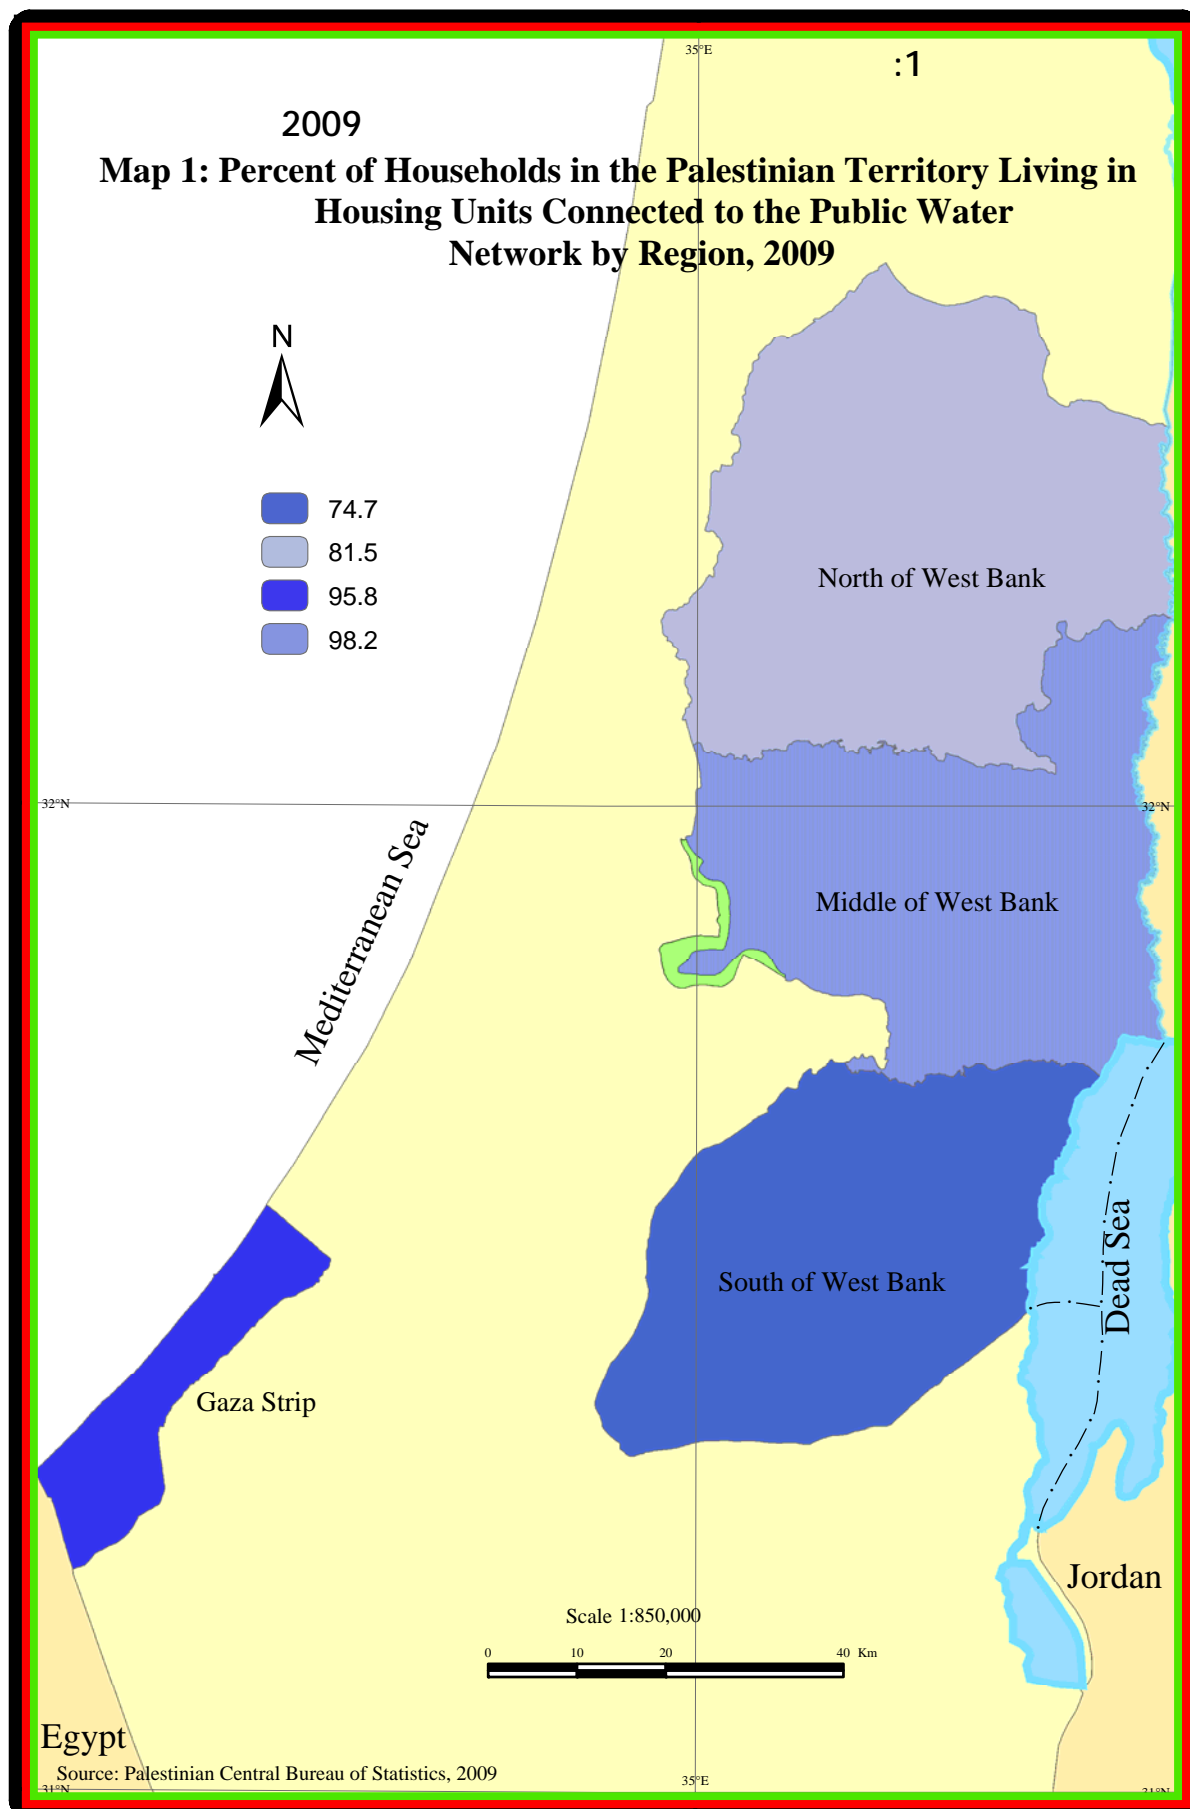 35°E
:1
2009
Map 1: Percent of Households in the Palestinian Territory Living in
Housing Units Connected to the Public Water
Network by Region, 2009
N
74.7
81.5
95.8
98.2
North of West Bank
32°N
32°N
Mediterranean Sea
Middle of West Bank
Dead Sea
South of West Bank
Gaza Strip
Jordan
Scale 1:850,000
0 10 20 40 Km
Egypt
Source: Palestinian Central Bureau of Statistics, 2009
35°E
31°N
31°N